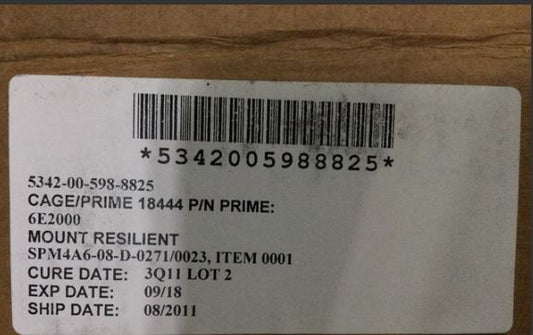 *5342005988825*
5342-00-598-8825
CAGE/PRIME 18444 P/N PRIME:
6E2000
MOUNT RESILIENT
SPM4A6-08-D-0271/0023, ITEM 0001
CURE DATE: 3Q11 LOT 2
EXP DATE: 09/18
SHIP DATE: 08/2011